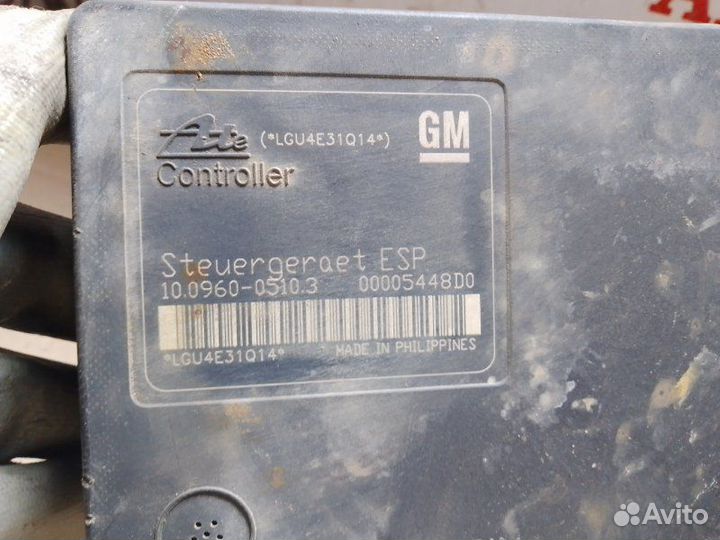 Ate (*LGU4E31Q14*) GM
Controller
Steuergeraet ESP
10.0960-0510.3 00005448D0
*LGU4E31Q14* MADE IN PHILIPPINES
Avito